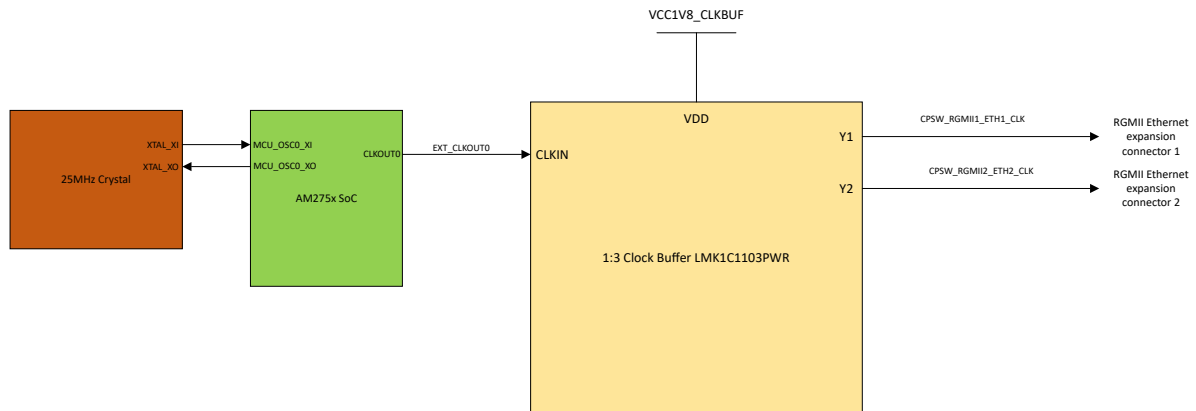 VCC1V8_CLKBUF
VDD
25MHz Crystal
XTAL_XI
XTAL_XO
MCU_OSC0_XI
MCU_OSC0_XO
CLKOUT0
AM275x SoC
EXT_CLKOUT0
CLKIN
1:3 Clock Buffer LMK1C1103PWR
Y1
Y2
CPSW_RGMII1_ETH1_CLK
CPSW_RGMII2_ETH2_CLK
RGMII Ethernet
expansion
connector 1
RGMII Ethernet
expansion
connector 2